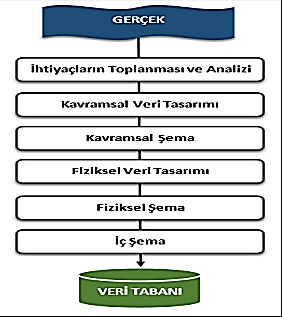 GERÇEK
İhtiyaçların Toplanması ve Analizi
Kavramsal Veri Tasarımı
Kavramsal Şema
Fiziksel Veri Tasarımı
Fiziksel Şema
İç Şema
VERİ TABANI